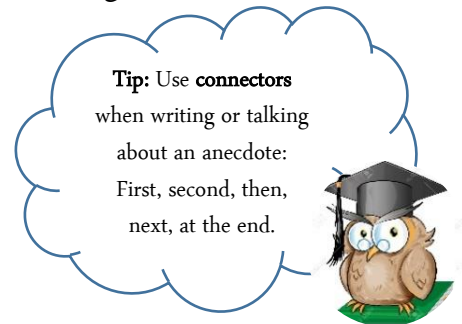 Tip: Use connectors
when writing or talking
about an anecdote:
First, second, then,
next, at the end.